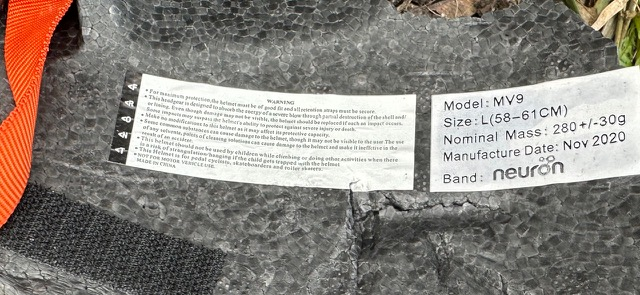 WARNING
• For maximum protection,the helmet must be of good fit and all retention straps must be secure.
• This headgear is designed to absorb the energy of a severe blow through partial destruction of the shell and/
or lining. Even though damage may not be visible, the helmet should be replaced if such an impact occurs.
• Some impacts may surpass the helmet's ability to protect against severe injury or death.
• Make no modifications to this helmet as it may affect its protective capacity.
• Some common substances can cause damage to the helmet, though it may not be visible to the use The use
of any solvents, paints, of cleaning solutions can cause damage to the helmet and make it ineffective in the
result of an accident.
• This helmet should not be used by children while climbing or doing other activities when there
is a risk of strangulation/hanging if the child gets trapped with the helmet.
• This Helmet is for pedal cyclists, skateboarders and roller skaters.
• NOT FOR MOTOR VEHICLE USE.
MADE IN CHINA
Model: MV9
Size: L(58-61CM)
Nominal Mass: 280+/-30g
Manufacture Date: Nov 2020
Band: neuron